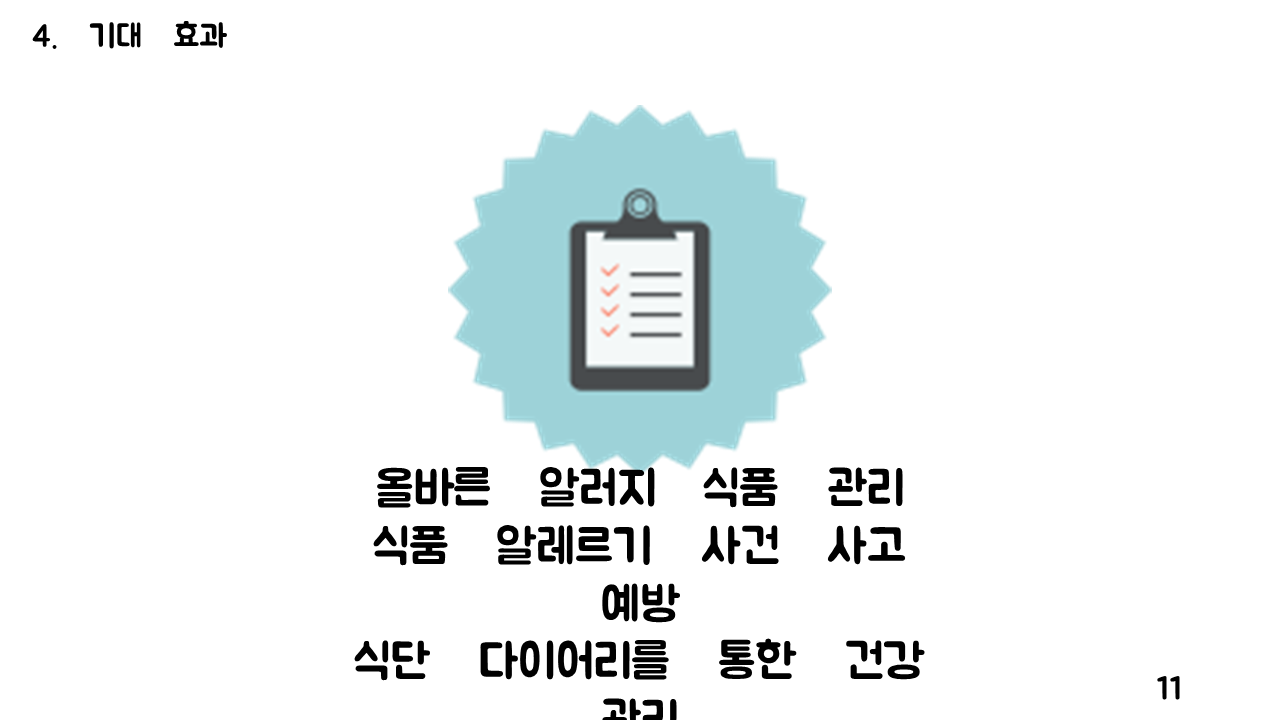 4. 기대 효과
올바른 알러지 식품 관리
식품 알레르기 사건 사고
예방
식단 다이어리를 통한 건강
관리
11